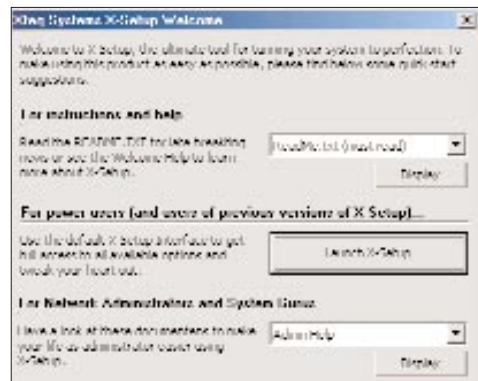 Xteq Systems X-Setup Welcome
Welcome to X-Setup, the ultimate tool for tunning your system to perfection. To
make using this product as easy as possible, please find below some quick start
suggestions.
For instructions and help
Read the README.TXT for late breaking
news or see the Welcome Help to learn
more about X-Setup.
ReadMe.txt (must read)
Display
For power users (and users of previous versions of X-Setup)...
Use the default X-Setup Interface to get
full access to all available options and
tweak your heart out.
Launch X-Setup
For Network Administrators and System Gurus
Have a look at these documentens to make
your life as administrator easier using
X-Setup.
Admin Help
Display